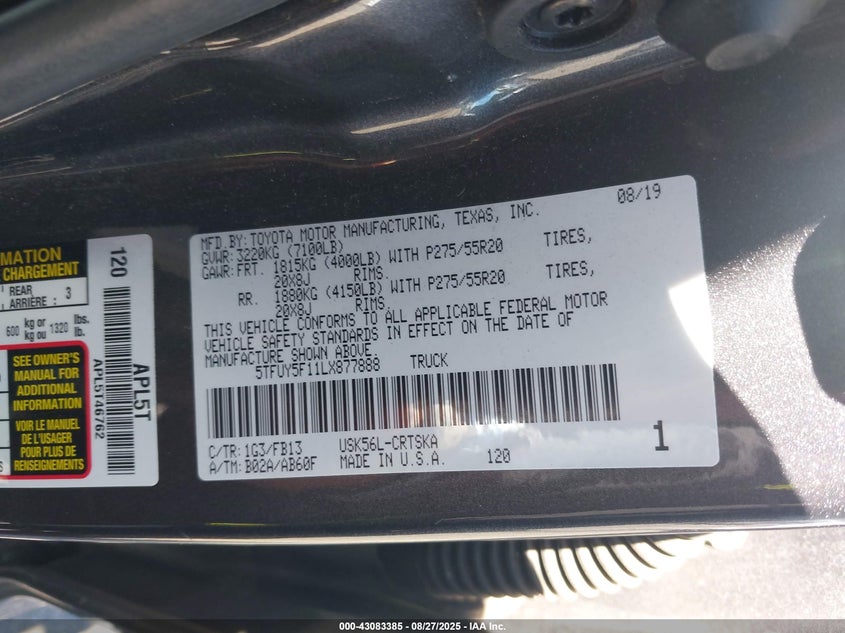 MATION
CHARGEMENT
REAR
ARRIÈRE : 3
600 kg or 1320 lbs.
kg ou lb.
SEE OWNER'S
MANUAL FOR
ADDITIONAL
INFORMATION
VOIR LE MANUEL
DE L'USAGER
POUR PLUS DE
RENSEIGNEMENTS
120
APL5T
APL5T46762
MFD.BY:TOYOTA MOTOR MANUFACTURING, TEXAS, INC. 08/19
GVWR: 3220KG (7100LB)
GAWR:FRT. 1815KG (4000LB) WITH P275/55R20 TIRES,
20X8J RIMS.
RR. 1880KG (4150LB) WITH P275/55R20 TIRES,
20X8J RIMS.
THIS VEHICLE CONFORMS TO ALL APPLICABLE FEDERAL MOTOR
VEHICLE SAFETY STANDARDS IN EFFECT ON THE DATE OF
MANUFACTURE SHOWN ABOVE.
5TFUY5F11LX877888 TRUCK
C/TR: 1G3/FB13 USK56L-CRTSKA
A/TM: B02A/AB60F MADE IN U.S.A. 120
1
000-43083385 - 08/27/2025 - IAA Inc.